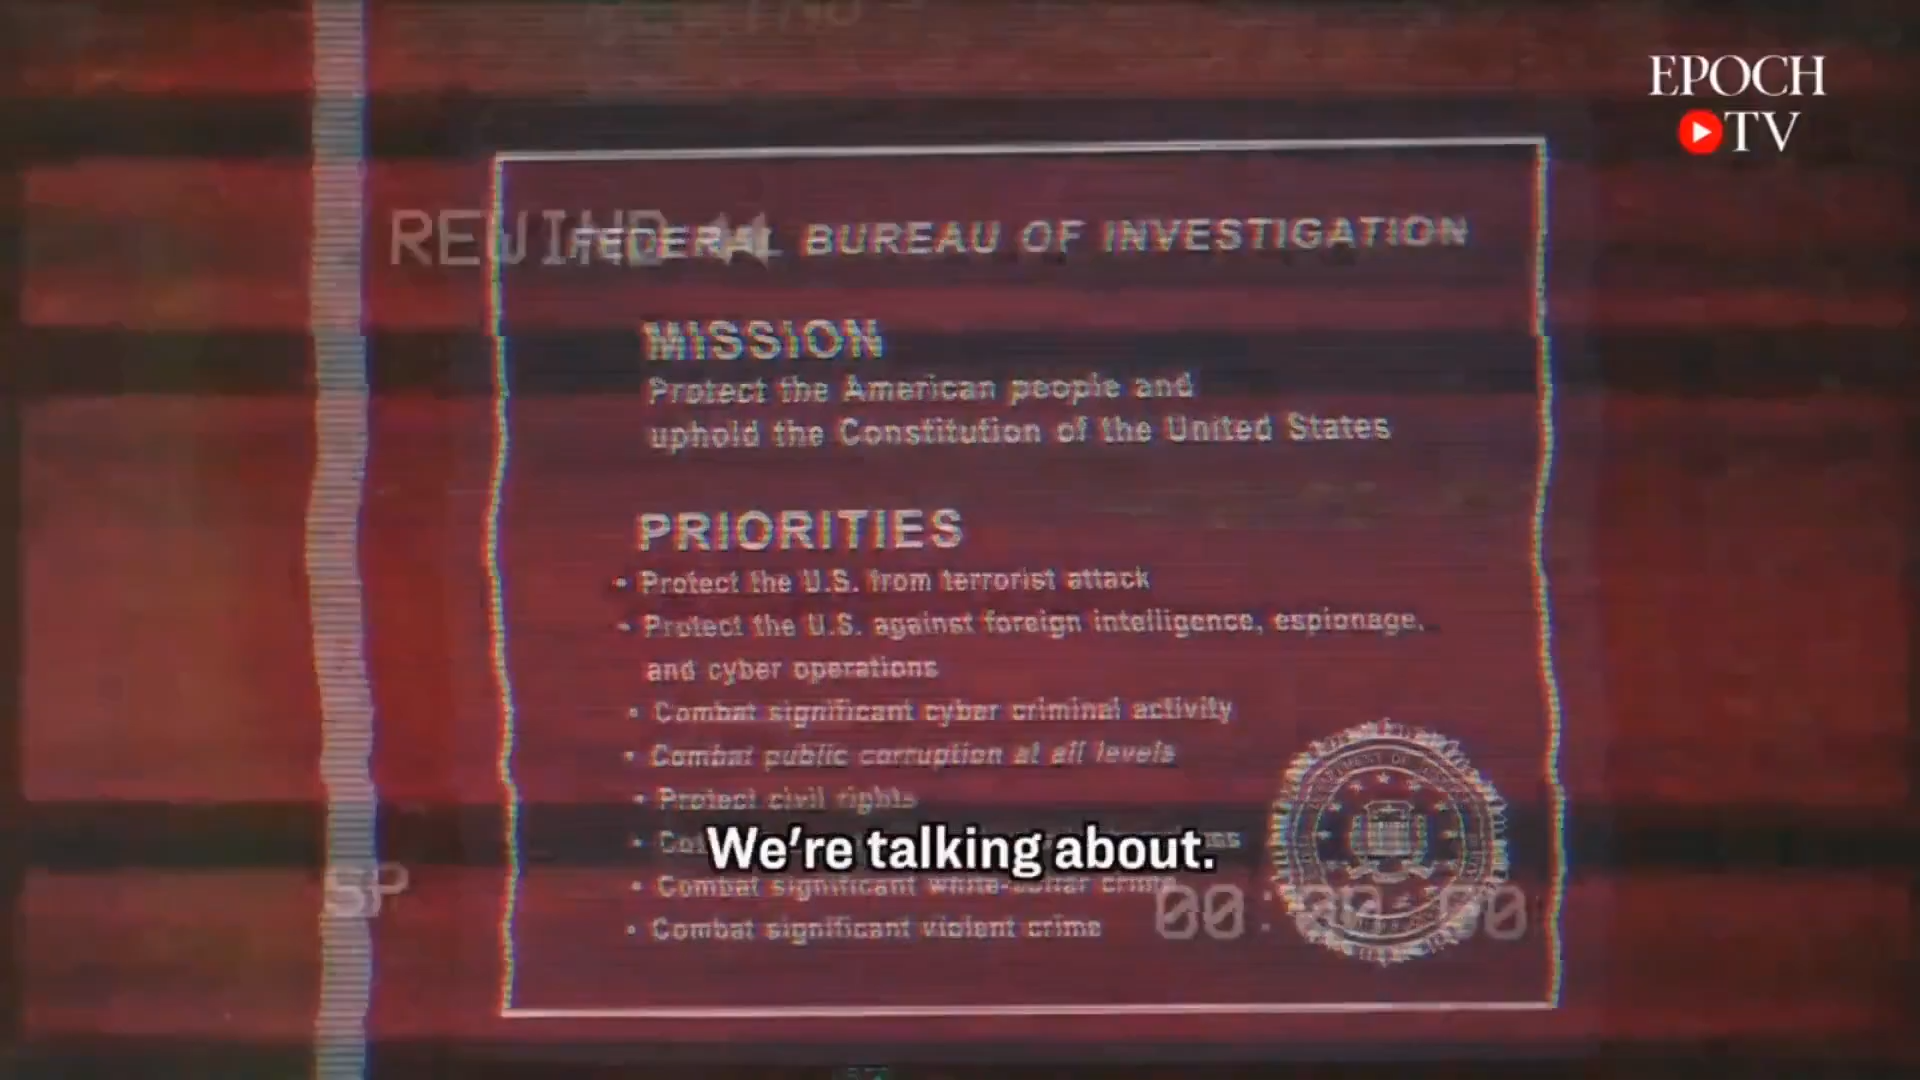 EPOCH
TV
REWIND
FEDERAL BUREAU OF INVESTIGATION
MISSION
Protect the American people and
uphold the Constitution of the United States
PRIORITIES
• Protect the U.S. from terrorist attack
• Protect the U.S. against foreign intelligence, espionage,
and cyber operations
• Combat significant cyber criminal activity
• Combat public corruption at all levels
• Protect civil rights
We're talking about.
• Combat significant white-collar crime
• Combat significant violent crime
SP